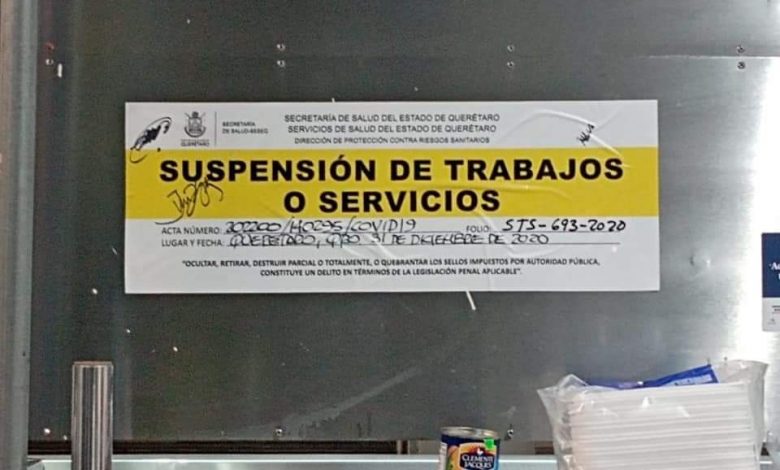 SECRETARÍA DE SALUD DEL ESTADO DE QUERÉTARO
SERVICIOS DE SALUD DEL ESTADO DE QUERÉTARO
DIRECCIÓN DE PROTECCIÓN CONTRA RIESGOS SANITARIOS
SECRETARÍA
DE SALUD-SESEQ
QUERÉTARO
SUSPENSIÓN DE TRABAJOS
O SERVICIOS
ACTA NÚMERO: FOLIO: STS-693-2020
LUGAR Y FECHA: QUERETARO, QRO 31 DE DICIEMBRE DE 2020
"OCULTAR, RETIRAR, DESTRUIR PARCIAL O TOTALMENTE, O QUEBRANTAR LOS SELLOS IMPUESTOS POR AUTORIDAD PÚBLICA,
CONSTITUYE UN DELITO EN TÉRMINOS DE LA LEGISLACIÓN PENAL APLICABLE".
CLEMENTE
JACQUES